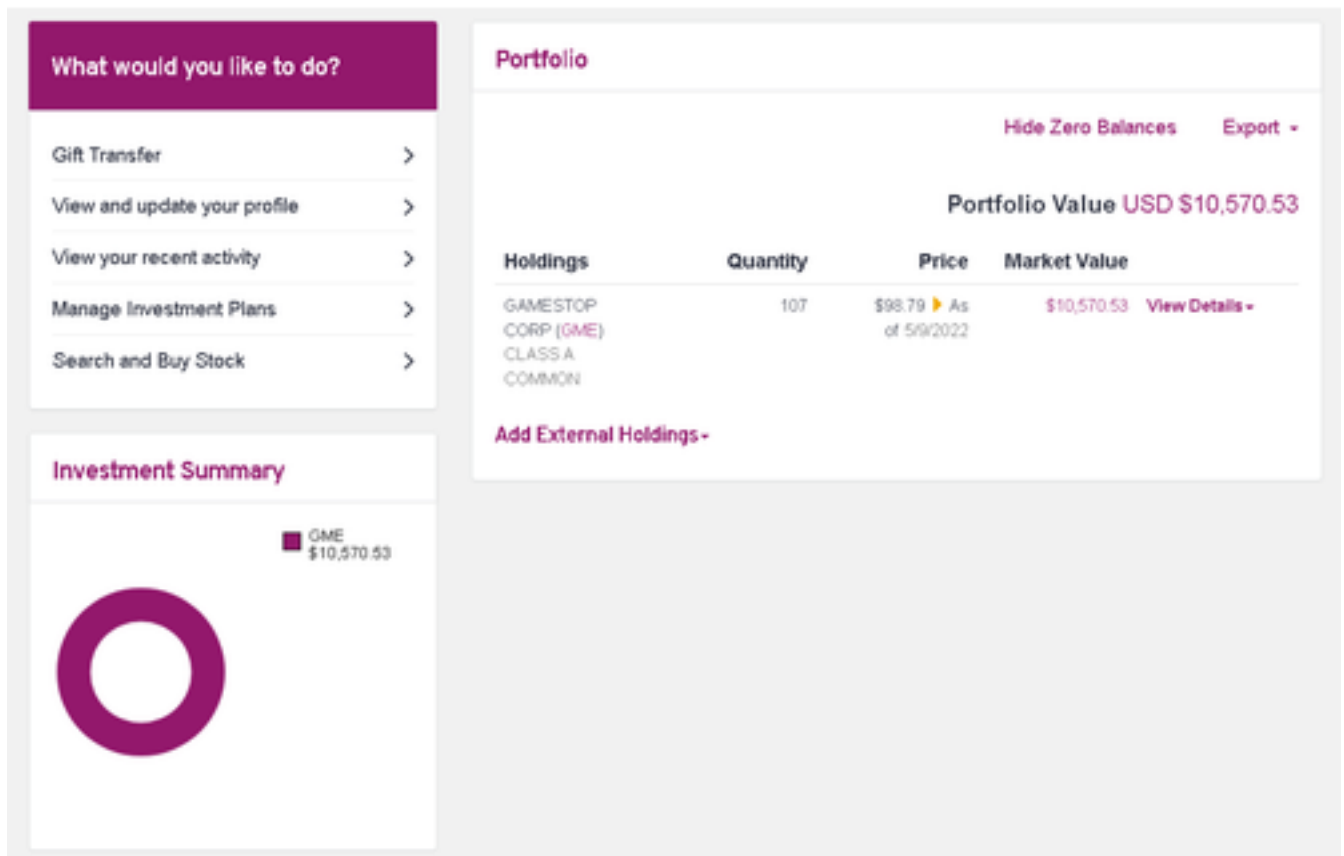 What would you like to do?
Gift Transfer
View and update your profile
View your recent activity
Manage Investment Plans
Search and Buy Stock
Investment Summary
GME
$10,570.53
Portfolio
Hide Zero Balances Export
Portfolio Value USD $10,570.53
Holdings Quantity Price Market Value
GAMESTOP 107 $98.79 As $10,570.53 View Details
CORP (GME) of 5/9/2022
CLASS A
COMMON
Add External Holdings